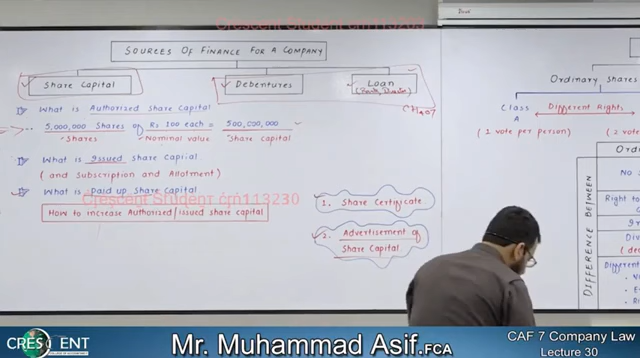 Crescent Student crn113230
SOURCES OF FINANCE FOR A COMPANY
Share Capital
Debentures
Loan
What is Authorized Share Capital
5,000,000 Shares of Rs 100 each = 500,000,000
Shares Nominal value Share capital
What is Issued share Capital
(and Subscription and Allotment)
What is Paid up Share Capital
Crescent Student crn113230
How to increase Authorized/issued share capital
1. Share Certificate
2. Advertisement of
Share Capital
Ordinary Shares
Class
A
Different Rights
(1 vote per person)
(2 vote
DIFFERENCE BETWEEN
Ordi
No
Right to
Div
Different
CRESCENT
Mr. Muhammad Asif.FCA
CAF 7 Company Law
Lecture 30